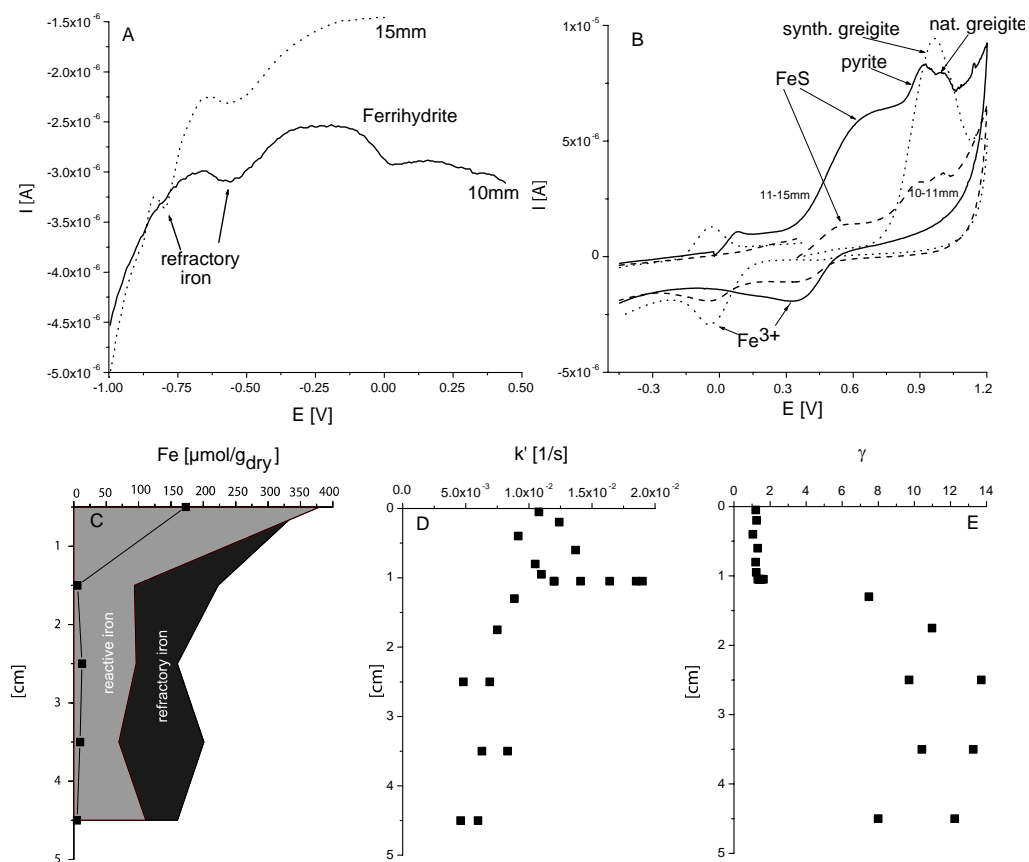 A
-1.5x10⁻⁶
-2.0x10⁻⁶
-2.5x10⁻⁶
-3.0x10⁻⁶
-3.5x10⁻⁶
-4.0x10⁻⁶
-4.5x10⁻⁶
-5.0x10⁻⁶
I [A]
15mm
Ferrihydrite
10mm
refractory
iron
-1.00 -0.75 -0.50 -0.25 0.00 0.25 0.50
E [V]
B
1x10⁻⁵
5x10⁻⁶
0
-5x10⁻⁶
I [A]
synth. greigite
nat. greigite
pyrite
FeS
11-15mm
10-11mm
Fe³⁺
-0.3 0.0 0.3 0.6 0.9 1.2
E [V]
Fe [µmol/g_dry]
0 50 100 150 200 250 300 350 400
C
1
2
3
4
5
[cm]
reactive iron
refractory iron
k' [1/s]
0.0 5.0x10⁻³ 1.0x10⁻² 1.5x10⁻² 2.0x10⁻²
D
0
1
2
3
4
5
[cm]
γ
0 2 4 6 8 10 12 14
E
0
1
2
3
4
5
[cm]